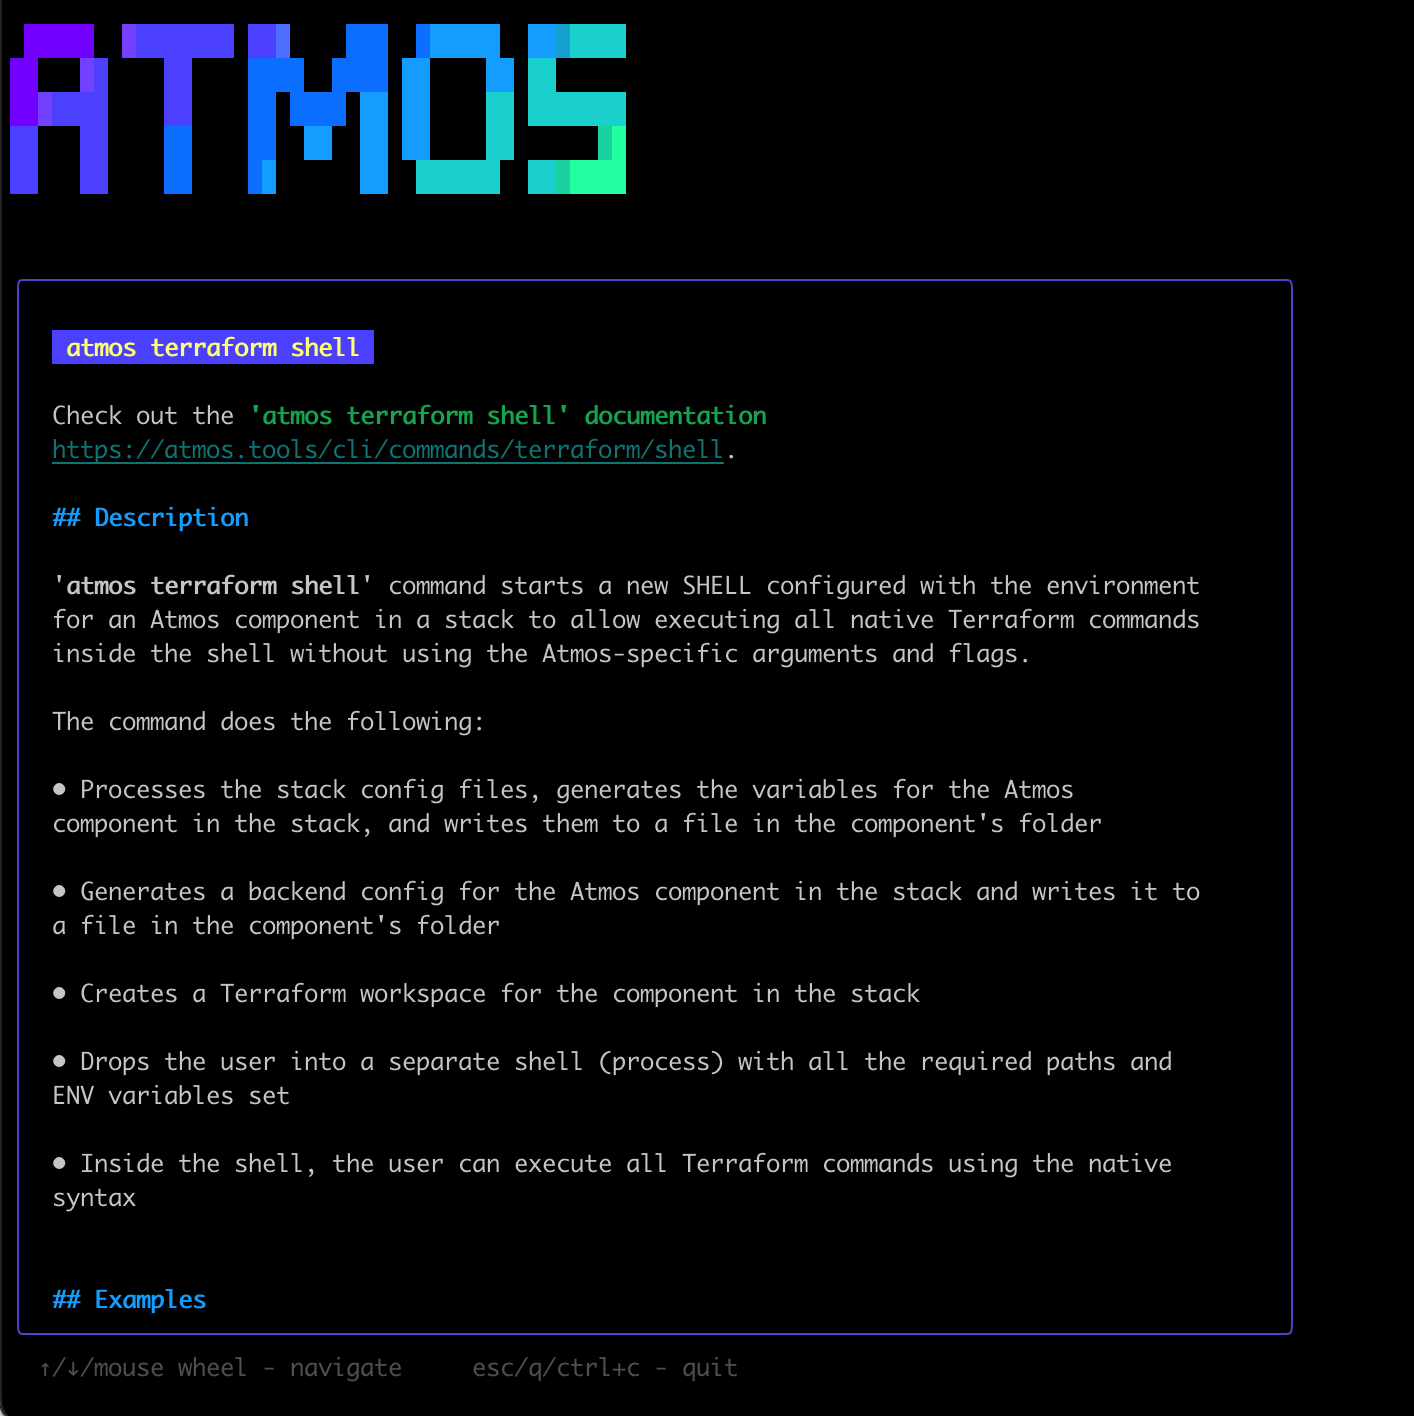 ATMOS
atmos terraform shell
Check out the 'atmos terraform shell' documentation
https://atmos.tools/cli/commands/terraform/shell.
## Description
'atmos terraform shell' command starts a new SHELL configured with the environment
for an Atmos component in a stack to allow executing all native Terraform commands
inside the shell without using the Atmos-specific arguments and flags.
The command does the following:
• Processes the stack config files, generates the variables for the Atmos
component in the stack, and writes them to a file in the component's folder
• Generates a backend config for the Atmos component in the stack and writes it to
a file in the component's folder
• Creates a Terraform workspace for the component in the stack
• Drops the user into a separate shell (process) with all the required paths and
ENV variables set
• Inside the shell, the user can execute all Terraform commands using the native
syntax
## Examples
↑/↓/mouse wheel - navigate     esc/q/ctrl+c - quit